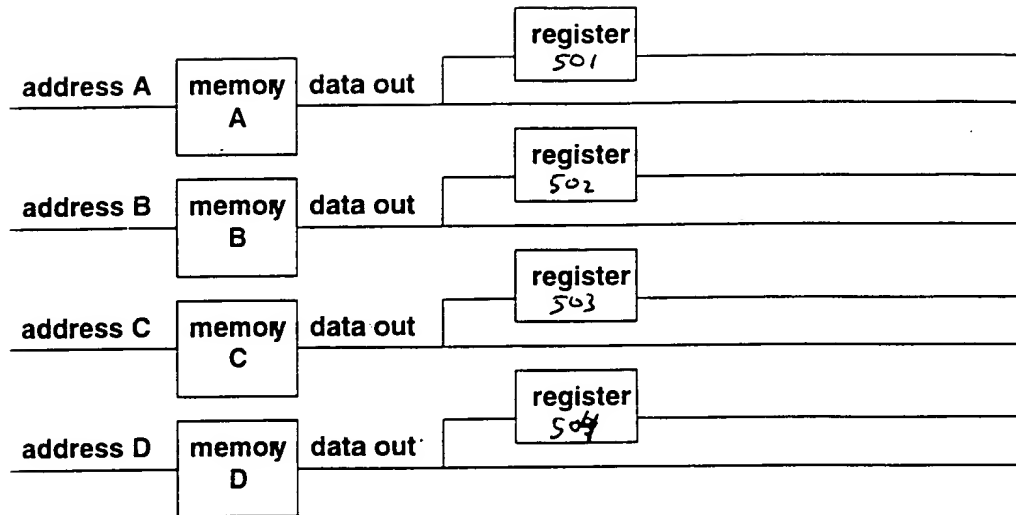 register
501
address A
memory
A
data out
register
502
address B
memory
B
data out
register
503
address C
memory
C
data out
register
504
address D
memory
D
data out